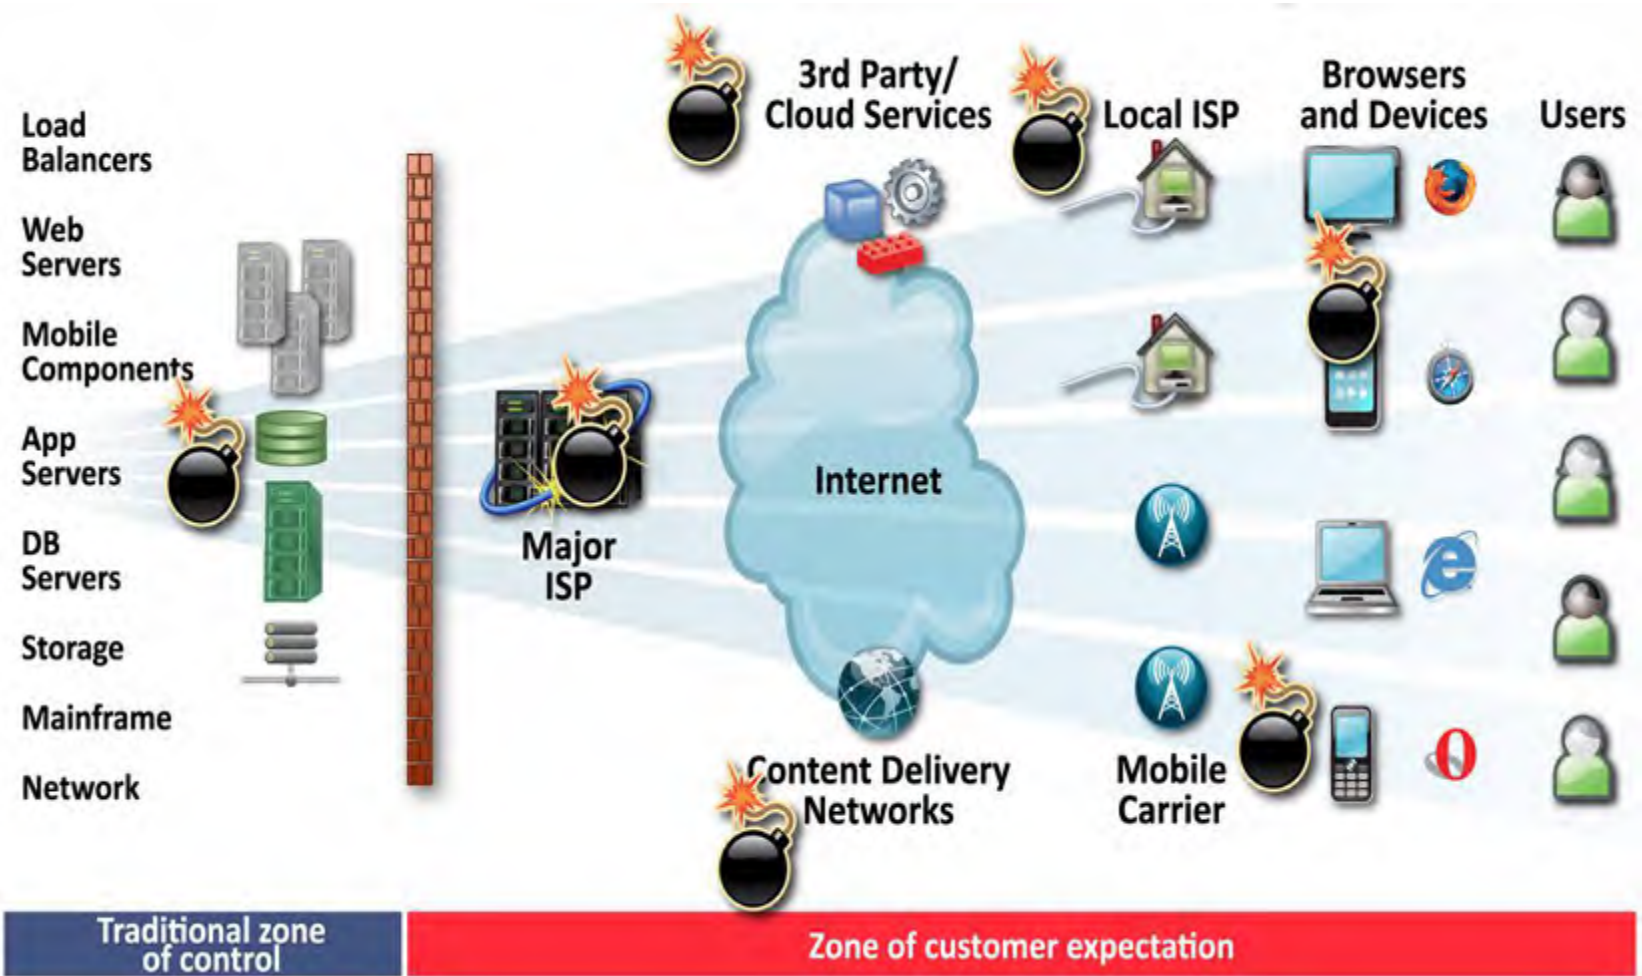 Load
Balancers
Web
Servers
Mobile
Components
App
Servers
DB
Servers
Storage
Mainframe
Network
Major
ISP
3rd Party/
Cloud Services
Internet
Content Delivery
Networks
Local ISP
Mobile
Carrier
Browsers
and Devices
Users
Traditional zone
of control
Zone of customer expectation